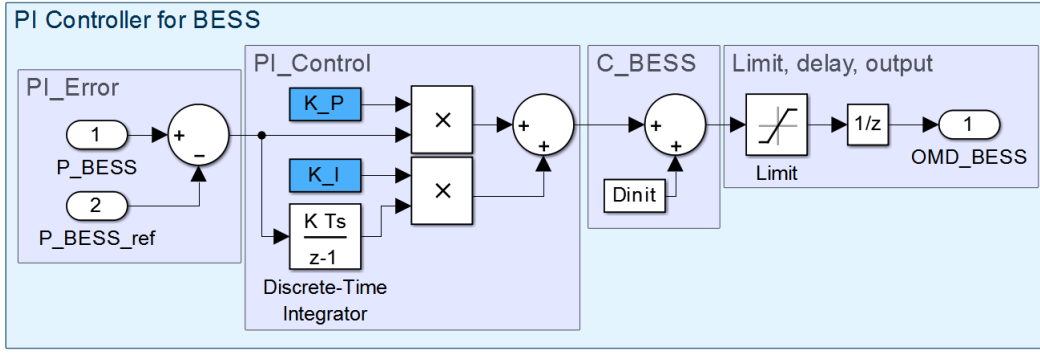 PI Controller for BESS
PI_Error
1
P_BESS
2
P_BESS_ref
+
−
PI_Control
K_P
×
K_I
×
K Ts
z-1
Discrete-Time
Integrator
+
+
C_BESS
+
+
Dinit
Limit, delay, output
Limit
1/z
1
OMD_BESS